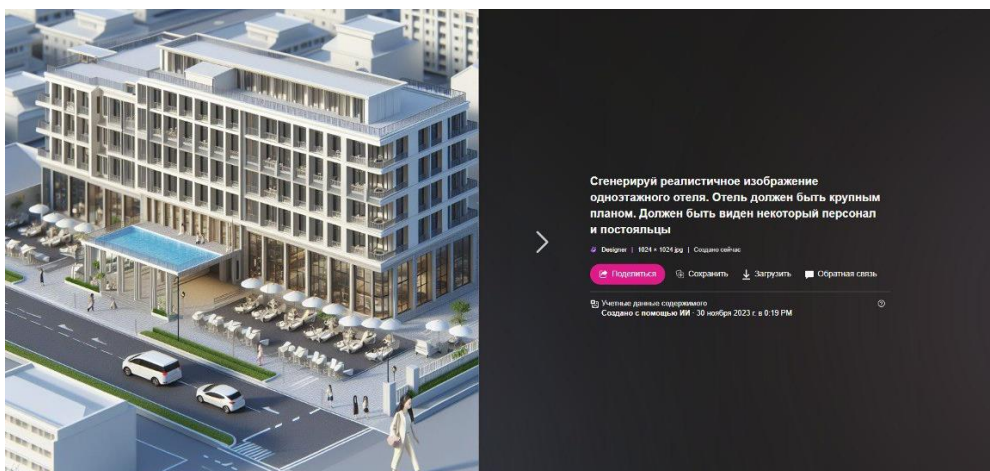 Сгенерируй реалистичное изображение
одноэтажного отеля. Отель должен быть крупным
планом. Должен быть виден некоторый персонал
и постояльцы
Designer | 1024 × 1024 jpg | Создано сейчас
Поделиться Сохранить Загрузить Обратная связь
Учетные данные содержимого
Создано с помощью ИИ · 30 ноября 2023 г. в 0:19 PM